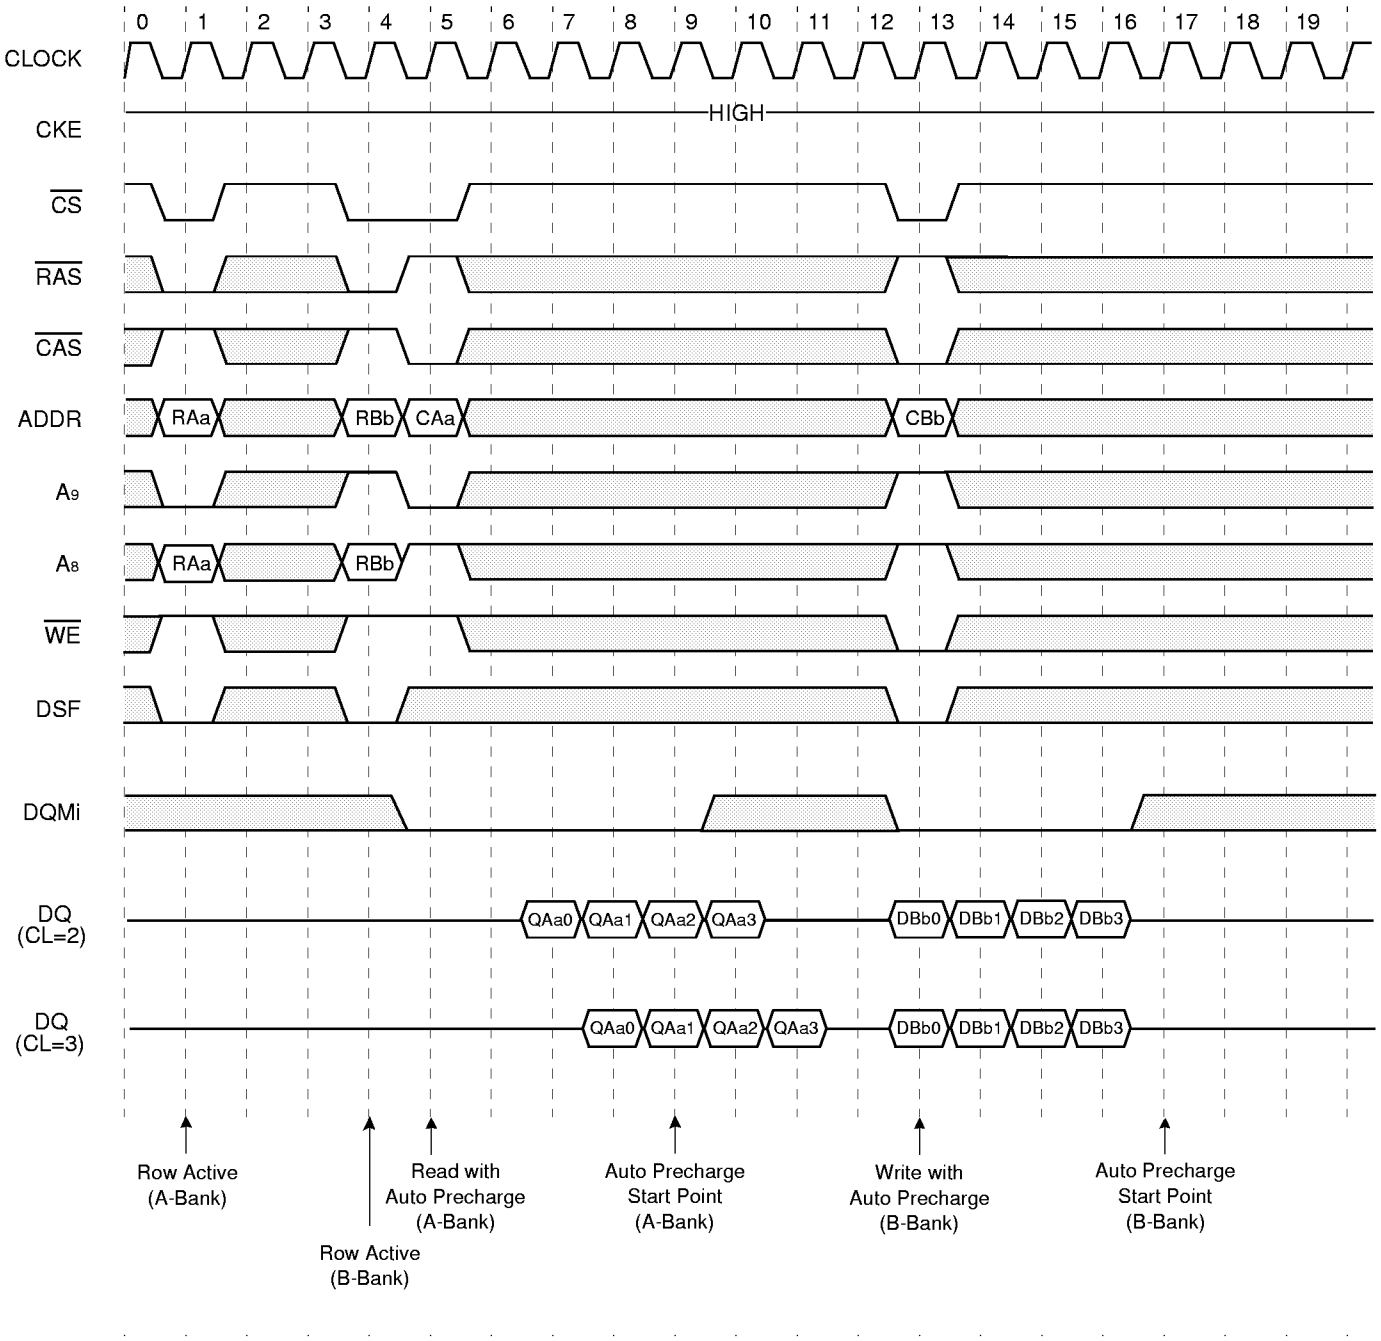 0 1 2 3 4 5 6 7 8 9 10 11 12 13 14 15 16 17 18 19
CLOCK
HIGH
CKE
CS
RAS
CAS
ADDR RAa RBb CAa CBb
A9
A8 RAa RBb
WE
DSF
DQMi
DQ QAa0 QAa1 QAa2 QAa3 DBb0 DBb1 DBb2 DBb3
(CL=2)
DQ QAa0 QAa1 QAa2 QAa3 DBb0 DBb1 DBb2 DBb3
(CL=3)
Row Active
(A-Bank)
Row Active
(B-Bank)
Read with
Auto Precharge
(A-Bank)
Auto Precharge
Start Point
(A-Bank)
Write with
Auto Precharge
(B-Bank)
Auto Precharge
Start Point
(B-Bank)